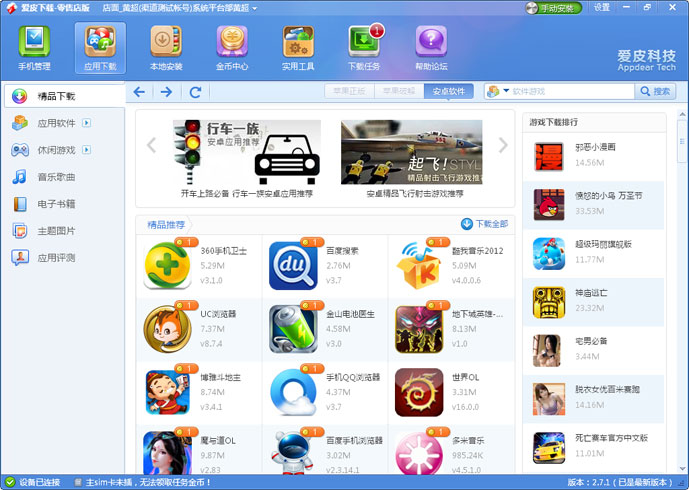 爱皮下载-零售店版 店面_黄超(渠道测试帐号)系统平台部黄超
手动安装 设置
手机管理 应用下载 本地安装 金币中心 实用工具 下载任务 帮助论坛
1
爱皮科技
Appdear Tech
精品下载
应用软件
休闲游戏
音乐歌曲
电子书籍
主题图片
应用评测
苹果正版 苹果破解 安卓软件 软件游戏 搜索
行车一族
安卓应用推荐
开车上路必备 行车一族安卓应用推荐
起飞!STYLE
精品射击飞行游戏推荐
安卓精品飞行射击游戏推荐
精品推荐 下载全部
1 1 1
360手机卫士 百度搜索 酷我音乐2012
5.29M 2.76M 5.09M
v3.1.0 v3.7 v4.0.0.6
1 1 1
UC浏览器 金山电池医生 地下城英雄-...
7.37M 4.58M 8.13M
v8.7.4 v3.0 v1.0
1 1 1
博雅斗地主 手机QQ浏览器 世界OL
8.74M 4.37M 3.31M
v3.4.1 v3.7 v16.0.0
1 1 1
魔与道OL 百度手机浏览器 多米音乐
9.87M 3.02M 985.24K
v2.83 v2.3.14.1 v4.5.1.0
游戏下载排行
邪恶小漫画
14.56M
愤怒的小鸟 万圣节
33.53M
超级玛丽旗舰版
11.77M
神庙逃亡
23.32M
宅男必备
3.44M
脱衣女优百米赛跑
14.16M
死亡赛车官方中文版
11.01M
设备已连接 主sim卡未插，无法领取任务金币！ 版本：2.7.1（已是最新版本）